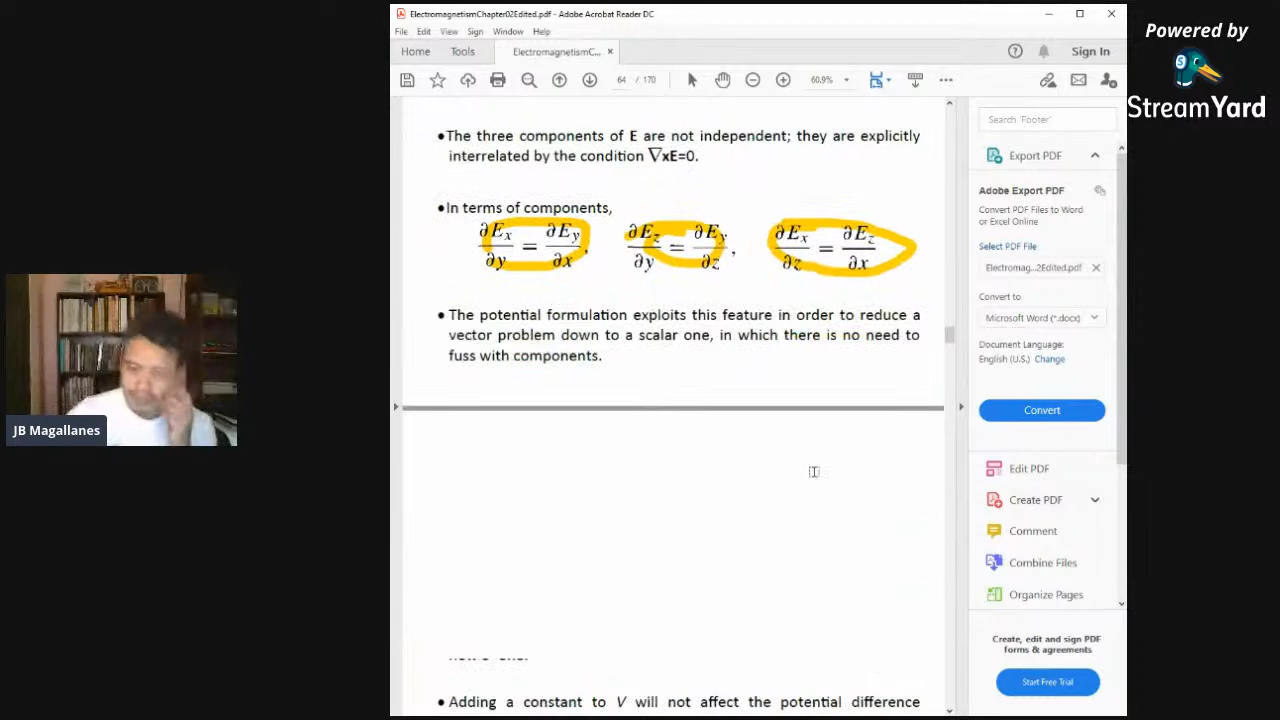 ElectromagnetismChapter02Edited.pdf - Adobe Acrobat Reader DC
File Edit View Sign Window Help
Home Tools ElectromagnetismC... × Sign In
64 / 170 60.9%
•The three components of E are not independent; they are explicitly
interrelated by the condition ∇xE=0.
•In terms of components,
∂Ex/∂y = ∂Ey/∂x, ∂Ez/∂y = ∂Ey/∂z, ∂Ex/∂z = ∂Ez/∂x
• The potential formulation exploits this feature in order to reduce a
vector problem down to a scalar one, in which there is no need to
fuss with components.
• Adding a constant to V will not affect the potential difference
Search 'Footer'
Export PDF
Adobe Export PDF
Convert PDF Files to Word
or Excel Online
Select PDF File
Electromag...2Edited.pdf ×
Convert to
Microsoft Word (*.docx)
Document Language:
English (U.S.) Change
Convert
Edit PDF
Create PDF
Comment
Combine Files
Organize Pages
Create, edit and sign PDF
forms & agreements
Start Free Trial
JB Magallanes
Powered by
StreamYard